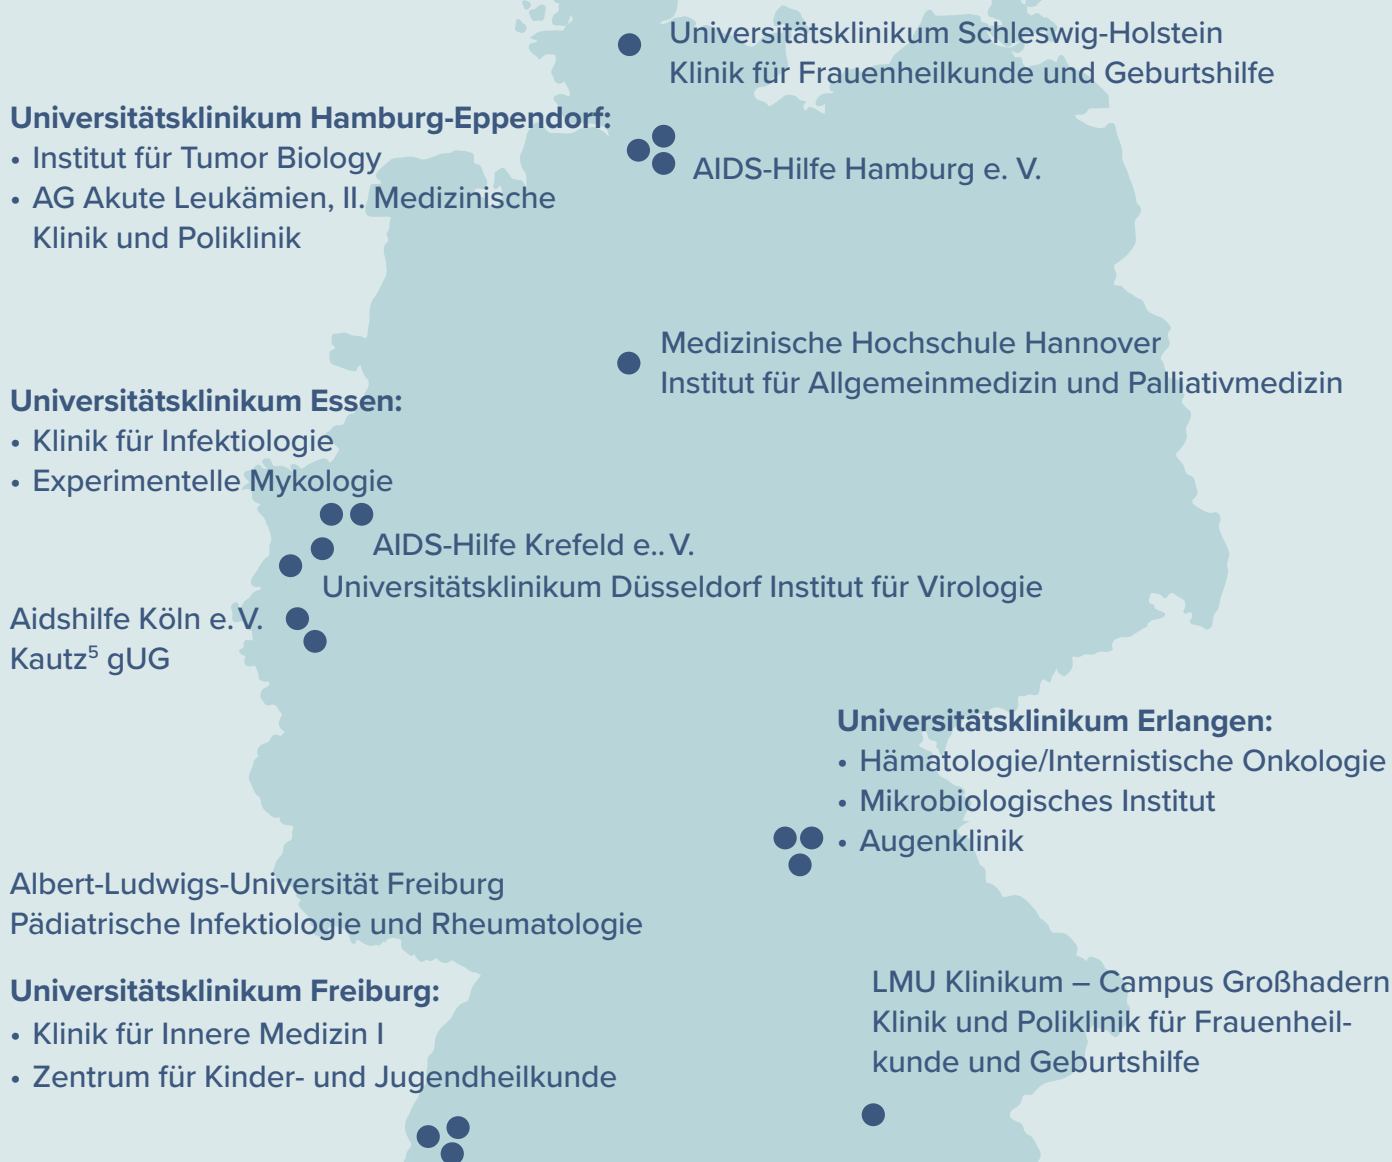 Universitätsklinikum Schleswig-Holstein
Klinik für Frauenheilkunde und Geburtshilfe
Universitätsklinikum Hamburg-Eppendorf:
• Institut für Tumor Biology
• AG Akute Leukämien, II. Medizinische
Klinik und Poliklinik
AIDS-Hilfe Hamburg e. V.
Medizinische Hochschule Hannover
Institut für Allgemeinmedizin und Palliativmedizin
Universitätsklinikum Essen:
• Klinik für Infektiologie
• Experimentelle Mykologie
AIDS-Hilfe Krefeld e.. V.
Universitätsklinikum Düsseldorf Institut für Virologie
Aidshilfe Köln e. V.
Kautz⁵ gUG
Universitätsklinikum Erlangen:
• Hämatologie/Internistische Onkologie
• Mikrobiologisches Institut
• Augenklinik
Albert-Ludwigs-Universität Freiburg
Pädiatrische Infektiologie und Rheumatologie
Universitätsklinikum Freiburg:
• Klinik für Innere Medizin I
• Zentrum für Kinder- und Jugendheilkunde
LMU Klinikum – Campus Großhadern
Klinik und Poliklinik für Frauenheil-
kunde und Geburtshilfe